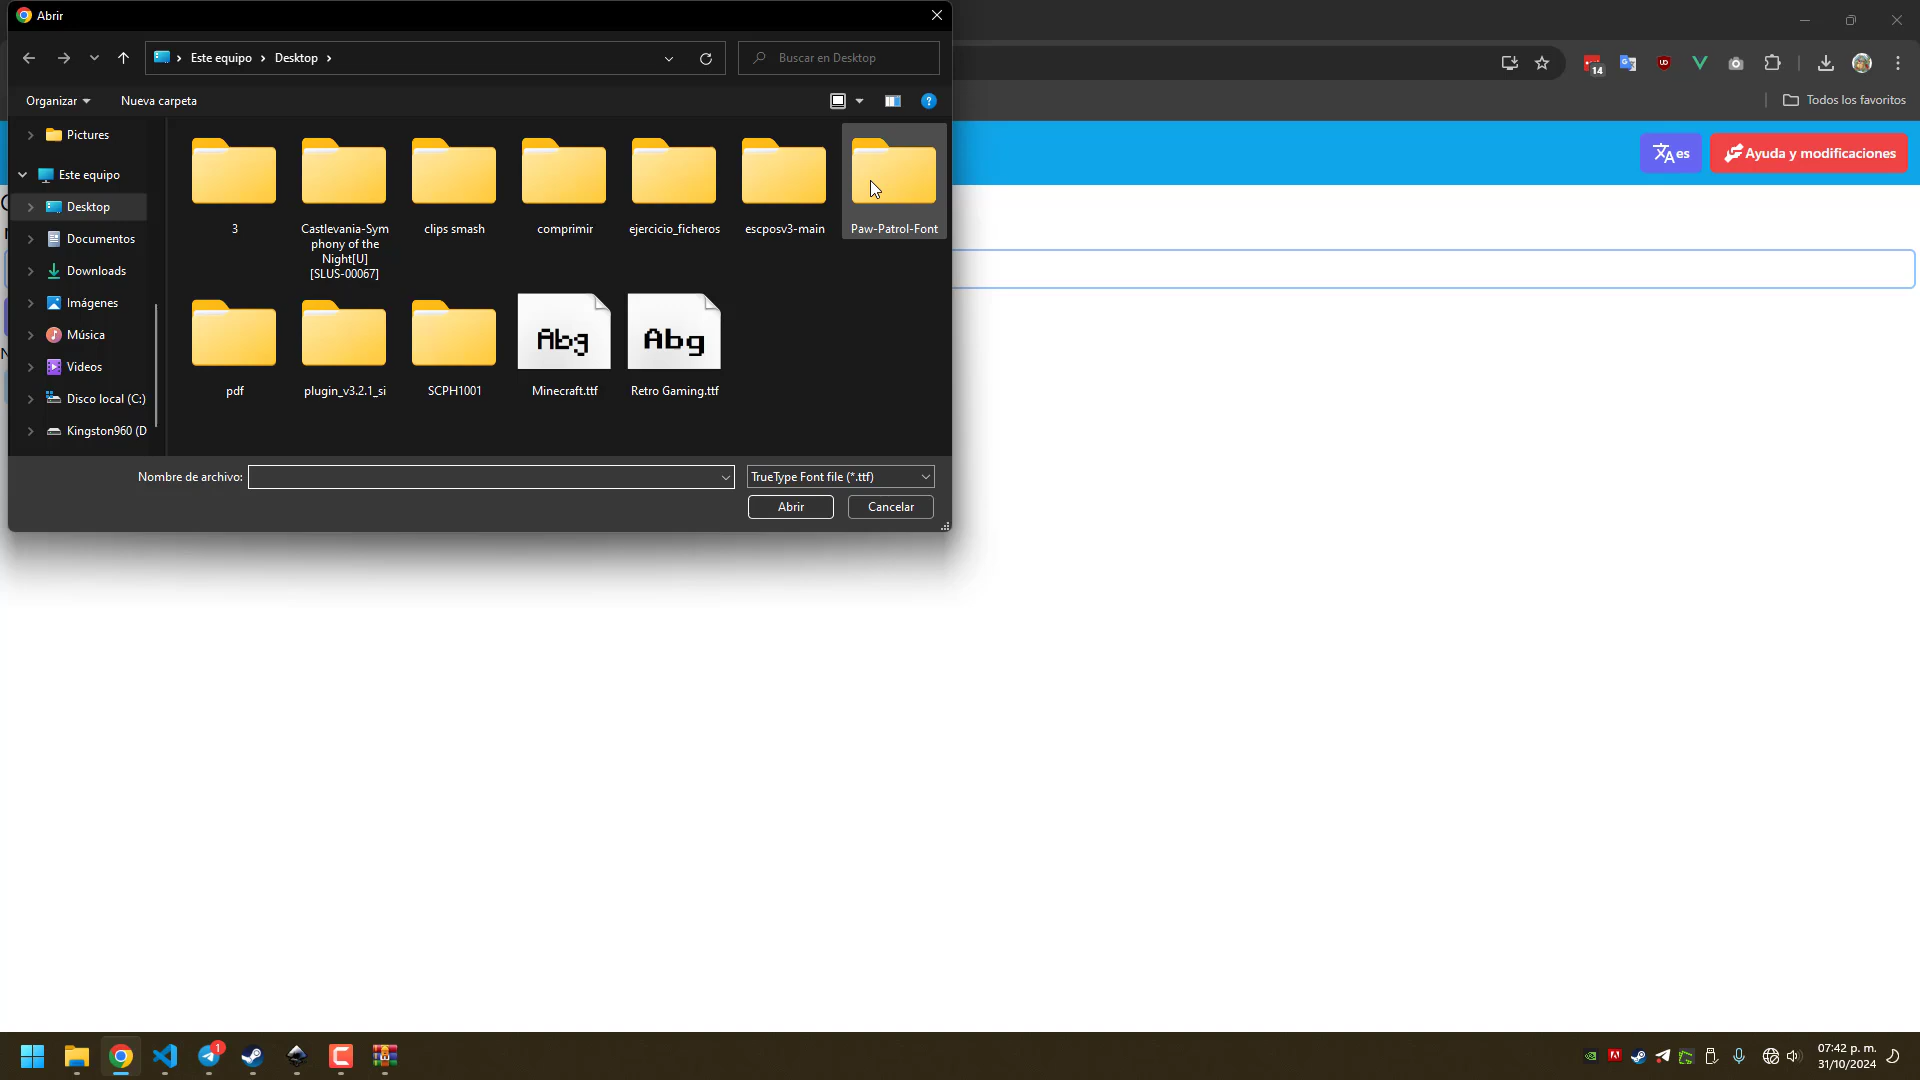 Abrir
Este equipo
Desktop
Buscar en Desktop
Organizar
Nueva carpeta
14
Todos los favoritos
es
Ayuda y modificaciones
Pictures
Este equipo
Desktop
Documentos
Downloads
Imágenes
Música
Videos
Disco local (C:)
Kingston960 (D
3
Castlevania-Sym
phony of the
Night[U]
[SLUS-00067]
clips smash
comprimir
ejercicio_ficheros
escposv3-main
Paw-Patrol-Font
Abg
Abg
pdf
plugin_v3.2.1_si
SCPH1001
Minecraft.ttf
Retro Gaming.ttf
Nombre de archivo:
TrueType Font file (*.ttf)
Abrir
Cancelar
1
07:42 p. m.
31/10/2024